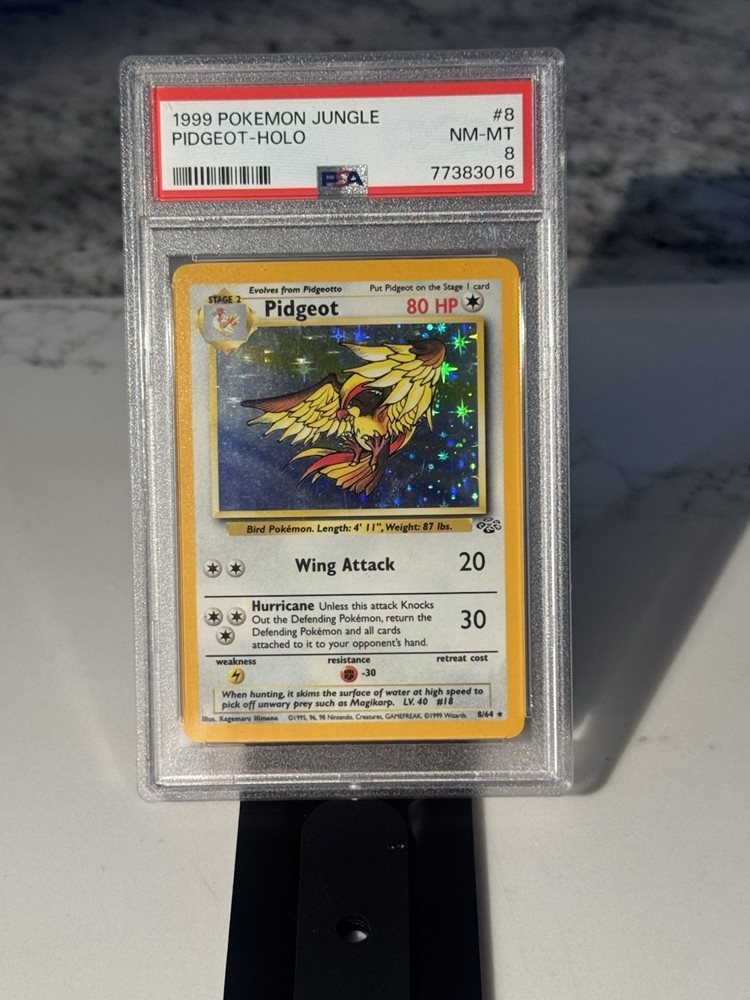 1999 POKEMON JUNGLE #8
PIDGEOT-HOLO NM-MT
8
PSA 77383016
Evolves from Pidgeotto Put Pidgeot on the Stage 1 card
STAGE 2 Pidgeot 80 HP
Bird Pokémon. Length: 4' 11", Weight: 87 lbs.
Wing Attack 20
Hurricane Unless this attack Knocks
Out the Defending Pokémon, return the
Defending Pokémon and all cards
attached to it to your opponent's hand.
30
weakness resistance retreat cost
-30
When hunting, it skims the surface of water at high speed to
pick off unwary prey such as Magikarp. LV. 40 #18
Illus. Kagemaru Himeno ©1995, 96, 98 Nintendo, Creatures, GAMEFREAK. ©1999 Wizards. 8/64 ★